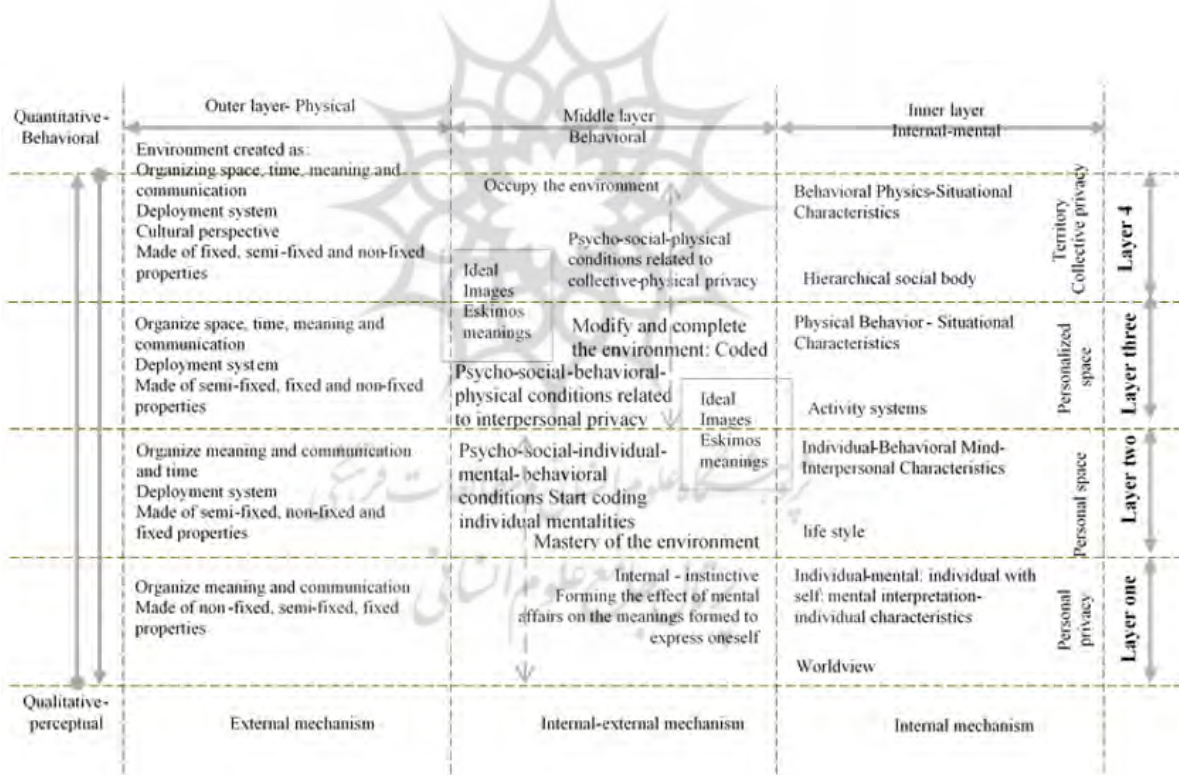 Quantitative-
Behavioral
Outer layer- Physical
Middle layer
Behavioral
Inner layer
Internal-mental
Environment created as:
Organizing space, time, meaning and
communication
Deployment system
Cultural perspective
Made of fixed, semi-fixed and non-fixed
properties
Occupy the environment
Psycho-social-physical
conditions related to
collective-physical privacy
Ideal
Images
Eskimos
meanings
Behavioral Physics-Situational
Characteristics
Hierarchical social body
Territory
Collective privacy
Layer 4
Organize space, time, meaning and
communication
Deployment system
Made of semi-fixed, fixed and non-fixed
properties
Modify and complete
the environment: Coded
Psycho-social-behavioral-
physical conditions related
to interpersonal privacy
Ideal
Images
Eskimos
meanings
Physical Behavior - Situational
Characteristics
Activity systems
Personalized
space
Layer three
Organize meaning and communication
and time
Deployment system
Made of semi-fixed, non-fixed and
fixed properties
Psycho-social-individual-
mental-behavioral
conditions Start coding
individual mentalities
Mastery of the environment
Individual-Behavioral Mind-
Interpersonal Characteristics
life style
Personal space
Layer two
Organize meaning and communication
Made of non-fixed, semi-fixed, fixed
properties
Internal - instinctive
Forming the effect of mental
affairs on the meanings formed to
express oneself
Individual-mental: individual with
self: mental interpretation-
individual characteristics
Worldview
Personal
privacy
Layer one
Qualitative-
perceptual
External mechanism
Internal-external mechanism
Internal mechanism